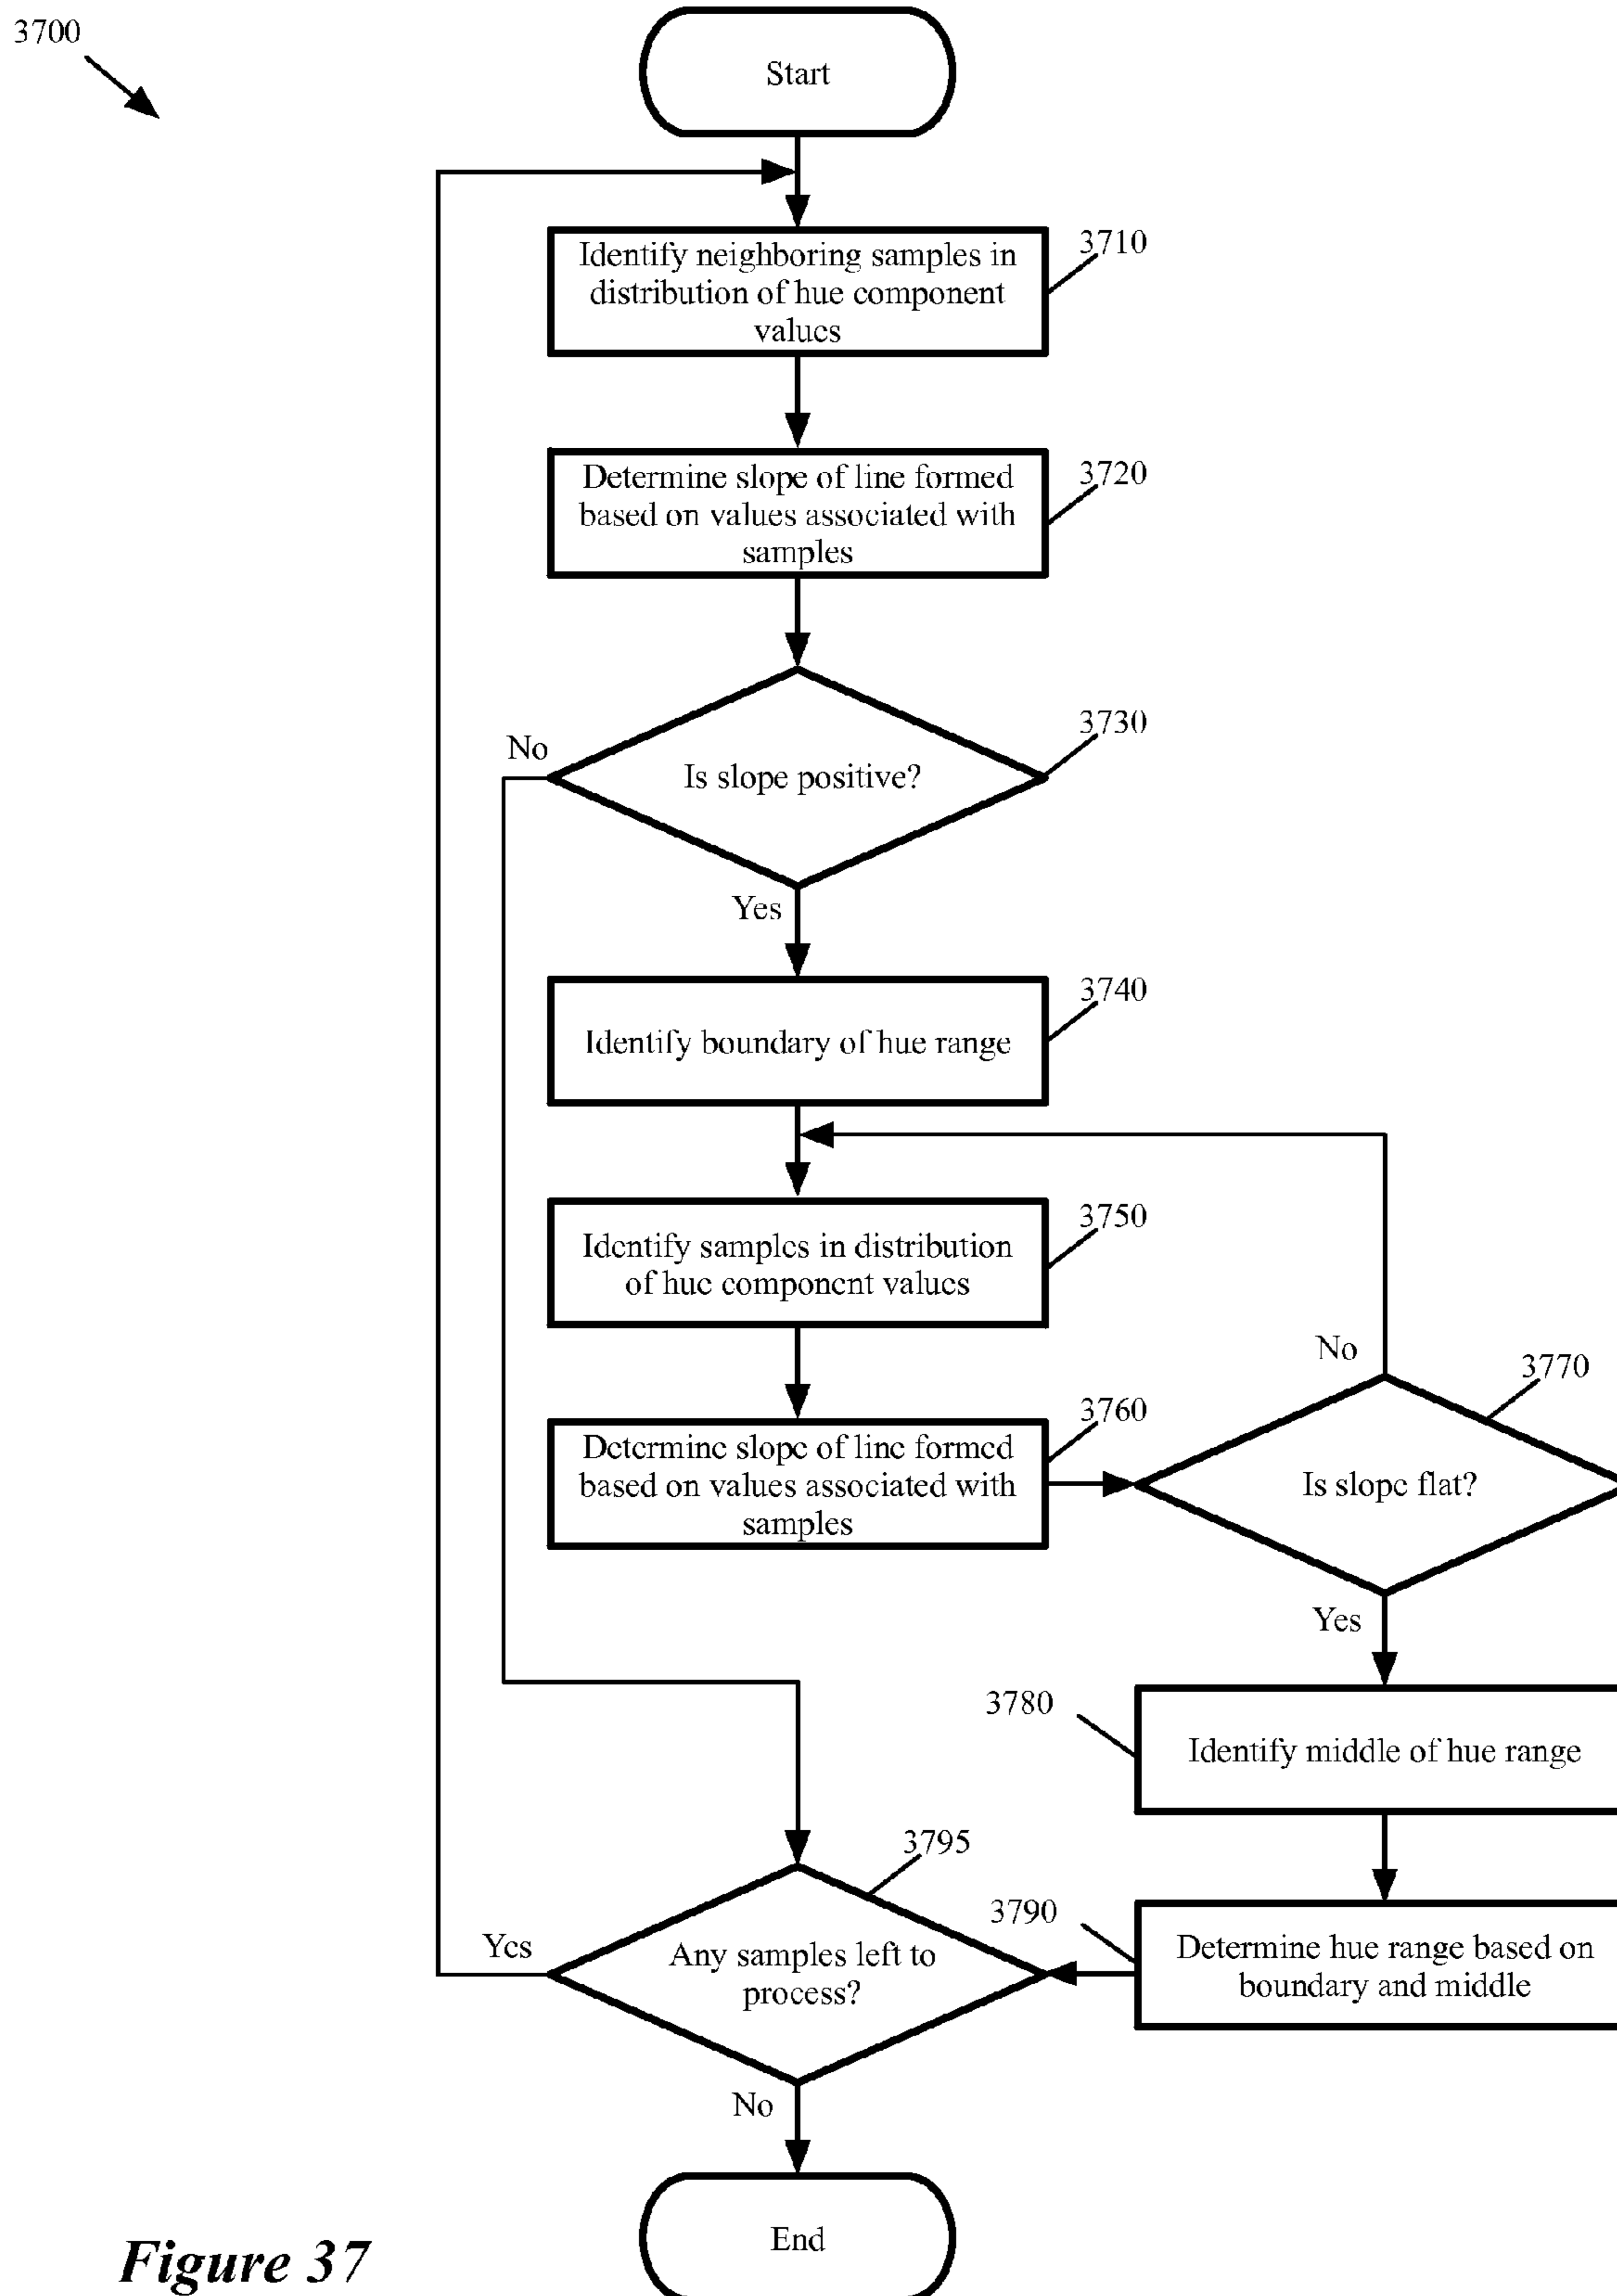 3700
Start
Identify neighboring samples in
distribution of hue component
values
3710
Determine slope of line formed
based on values associated with
samples
3720
Is slope positive?
3730
No
Yes
Identify boundary of hue range
3740
Identify samples in distribution
of hue component values
3750
Determine slope of line formed
based on values associated with
samples
3760
Is slope flat?
3770
No
Yes
Identify middle of hue range
3780
Determine hue range based on
boundary and middle
3790
Any samples left to
process?
3795
Yes
No
End
Figure 37